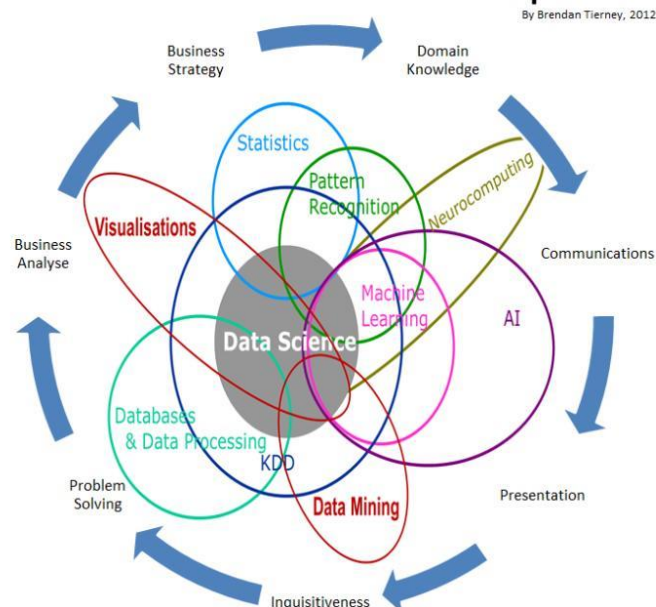 By Brendan Tierney, 2012
Business
Strategy
Domain
Knowledge
Statistics
Pattern
Recognition
Neurocomputing
Visualisations
Business
Analyse
Communications
Machine
Learning
AI
Data Science
Databases
& Data Processing
KDD
Problem
Solving
Data Mining
Presentation
Inquisitiveness